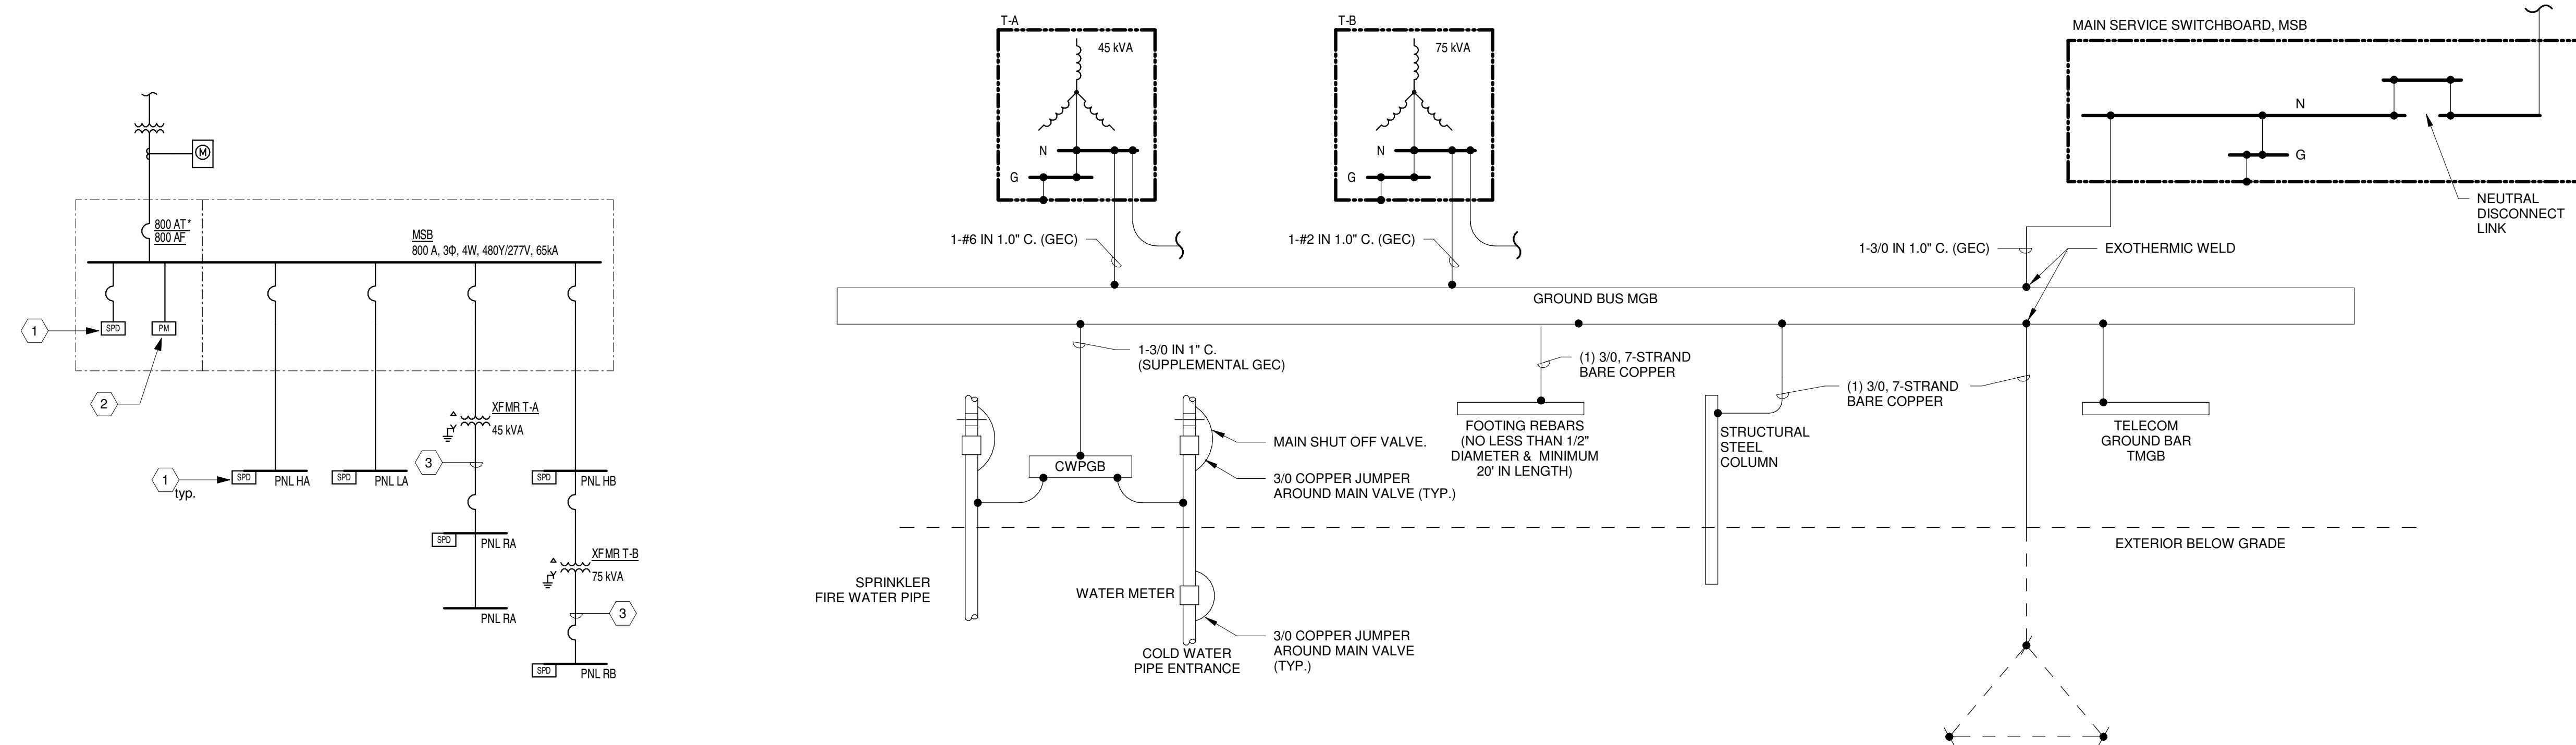 M
800 AT*
800 AF
MSB
800 A, 3Φ, 4W, 480Y/277V, 65kA
1
SPD
PM
2
XFMR T-A
45 kVA
3
1
typ.
SPD
PNL HA
SPD
PNL LA
SPD
PNL HB
SPD
PNL RA
XFMR T-B
75 kVA
PNL RA
3
SPD
PNL RB
T-A
45 kVA
N
G
1-#6 IN 1.0" C. (GEC)
T-B
75 kVA
N
G
1-#2 IN 1.0" C. (GEC)
MAIN SERVICE SWITCHBOARD, MSB
N
G
NEUTRAL
DISCONNECT
LINK
1-3/0 IN 1.0" C. (GEC)
EXOTHERMIC WELD
GROUND BUS MGB
1-3/0 IN 1" C.
(SUPPLEMENTAL GEC)
(1) 3/0, 7-STRAND
BARE COPPER
(1) 3/0, 7-STRAND
BARE COPPER
FOOTING REBARS
(NO LESS THAN 1/2"
DIAMETER & MINIMUM
20' IN LENGTH)
STRUCTURAL
STEEL
COLUMN
TELECOM
GROUND BAR
TMGB
MAIN SHUT OFF VALVE.
CWPGB
3/0 COPPER JUMPER
AROUND MAIN VALVE (TYP.)
EXTERIOR BELOW GRADE
SPRINKLER
FIRE WATER PIPE
WATER METER
3/0 COPPER JUMPER
AROUND MAIN VALVE
(TYP.)
COLD WATER
PIPE ENTRANCE